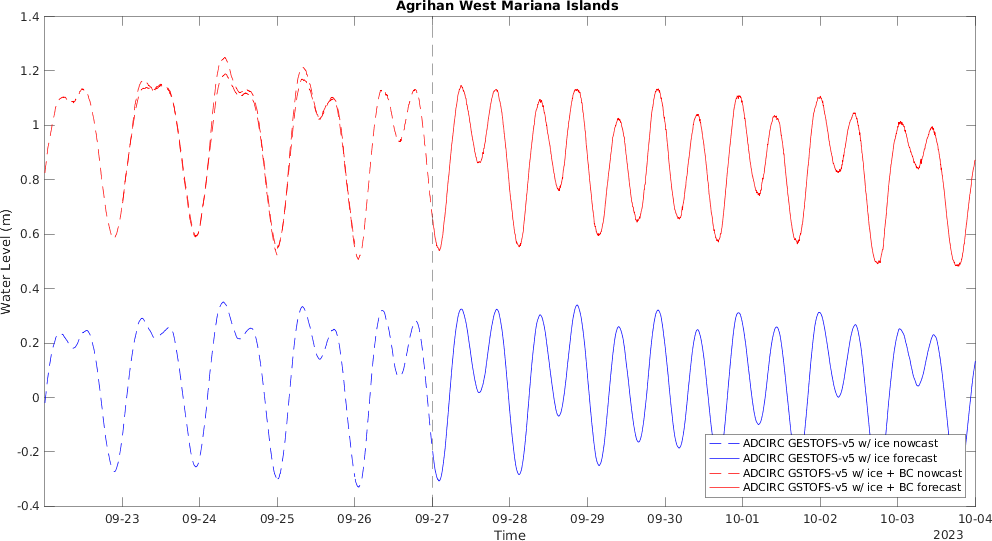 Agrihan West Mariana Islands
1.4
1.2
1
0.8
0.6
0.4
0.2
0
-0.2
-0.4
Water Level (m)
ADCIRC GESTOFS-v5 w/ ice nowcast
ADCIRC GESTOFS-v5 w/ ice forecast
ADCIRC GSTOFS-v5 w/ ice + BC nowcast
ADCIRC GSTOFS-v5 w/ ice + BC forecast
09-23 09-24 09-25 09-26 09-27 09-28 09-29 09-30 10-01 10-02 10-03 10-04
Time
2023